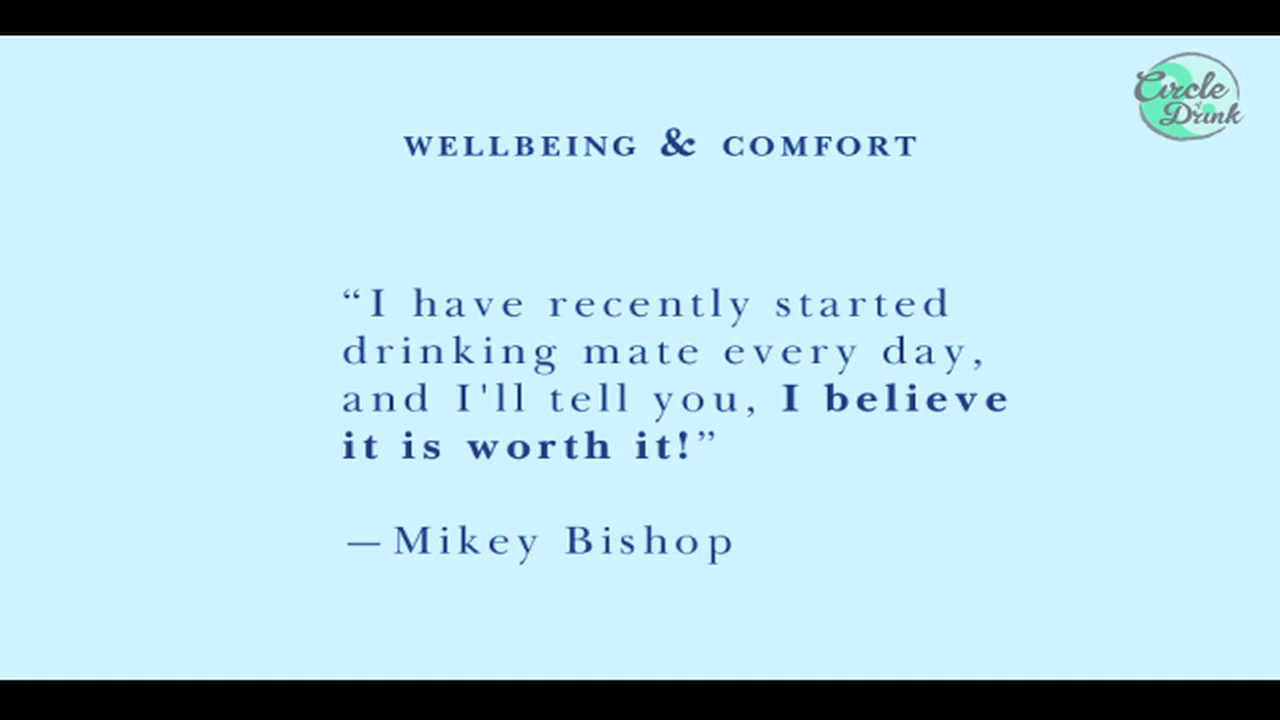 Circle
of
Drink
WELLBEING & COMFORT
“I have recently started
drinking mate every day,
and I'll tell you, I believe
it is worth it!”
—Mikey Bishop